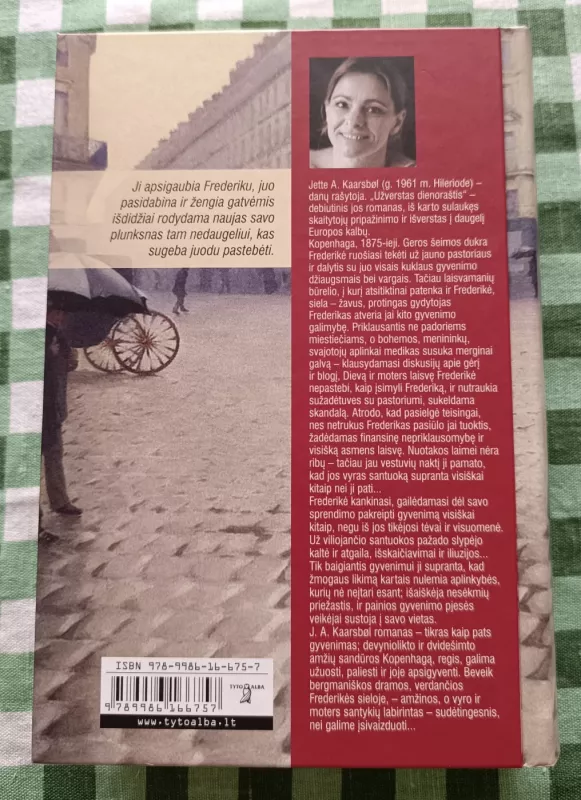 Ji apsigaubia Frederiku, juo
pasidabina ir žengia gatvėmis
išdidžiai rodydama naujas savo
plunksnas tam nedaugeliui, kas
sugeba juodu pastebėti.
Jette A. Kaarsbøl (g. 1961 m. Hileriode) –
danų rašytoja. „Užverstas dienoraštis“ –
debiutinis jos romanas, iš karto sulaukęs
skaitytojų pripažinimo ir išverstas į daugelį
Europos kalbų.
Kopenhaga, 1875-ieji. Geros šeimos dukra
Frederikė ruošiasi tekėti už jauno pastoriaus
ir dalytis su juo visais kuklaus gyvenimo
džiaugsmais bei vargais. Tačiau laisvamanių
būrelio, į kurį atsitiktinai patenka ir Frederikė,
siela – žavus, protingas gydytojas
Frederikas atveria jai kito gyvenimo
galimybę. Priklausantis ne padoriems
miestiečiams, o bohemos, menininkų,
svajotojų aplinkai medikas susuka merginai
galvą – klausydamasi diskusijų apie gėrį
ir blogį, Dievą ir moters laisvę Frederikė
nepastebi, kaip įsimyli Frederiką, ir nutraukia
sužadėtuves su pastoriumi, sukeldama
skandalą. Atrodo, kad pasielgė teisingai,
nes netrukus Frederikas pasiūlo jai tuoktis,
žadėdamas finansinę nepriklausomybę ir
visišką asmens laisvę. Nuotakos laimei nėra
ribų – tačiau jau vestuvių naktį ji pamato,
kad jos vyras santuoką supranta visiškai
kitaip nei ji pati...
Frederikė kankinasi, gailėdamasi dėl savo
sprendimo pakreipti gyvenimą visiškai
kitaip, negu iš jos tikėjosi tėvai ir visuomenė.
Už viliojančio santuokos pažado slypėjo
kaltė ir atgaila, išskaičiavimai ir iliuzijos...
Tik baigiantis gyvenimui ji supranta, kad
žmogaus likimą kartais nulemia aplinkybės,
kurių nė neįtari esant; išaiškėja nesėkmių
priežastis, ir painios gyvenimo pjesės
veikėjai sustoja į savo vietas.
J. A. Kaarsbøl romanas – tikras kaip pats
gyvenimas; devyniolikto ir dvidešimto
amžių sandūros Kopenhagą, regis, galima
užuosti, paliesti ir joje apsigyventi. Beveik
bergmaniškos dramos, verdančios
Frederikės sieloje, – amžinos, o vyro ir
moters santykių labirintas – sudėtingesnis,
nei galime įsivaizduoti...
ISBN 978-9986-16-675-7
TYTO ALBA
9 789986 166757
www.tytoalba.lt